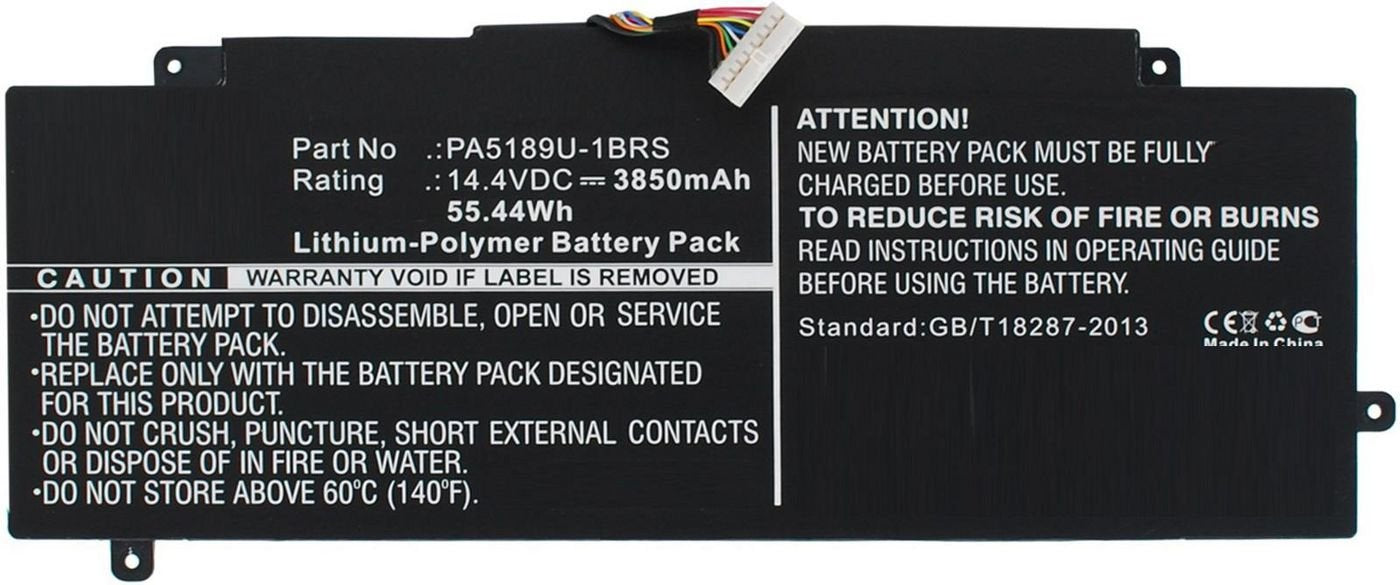 Part No .:PA5189U-1BRS
Rating .:14.4VDC ⎓ 3850mAh
55.44Wh
Lithium-Polymer Battery Pack
CAUTION WARRANTY VOID IF LABEL IS REMOVED
•DO NOT ATTEMPT TO DISASSEMBLE, OPEN OR SERVICE
THE BATTERY PACK.
•REPLACE ONLY WITH THE BATTERY PACK DESIGNATED
FOR THIS PRODUCT.
•DO NOT CRUSH, PUNCTURE, SHORT EXTERNAL CONTACTS
OR DISPOSE OF IN FIRE OR WATER.
•DO NOT STORE ABOVE 60°C (140°F).
ATTENTION!
NEW BATTERY PACK MUST BE FULLY
CHARGED BEFORE USE.
TO REDUCE RISK OF FIRE OR BURNS
READ INSTRUCTIONS IN OPERATING GUIDE
BEFORE USING THE BATTERY.
Standard:GB/T18287-2013
CE
Made In China